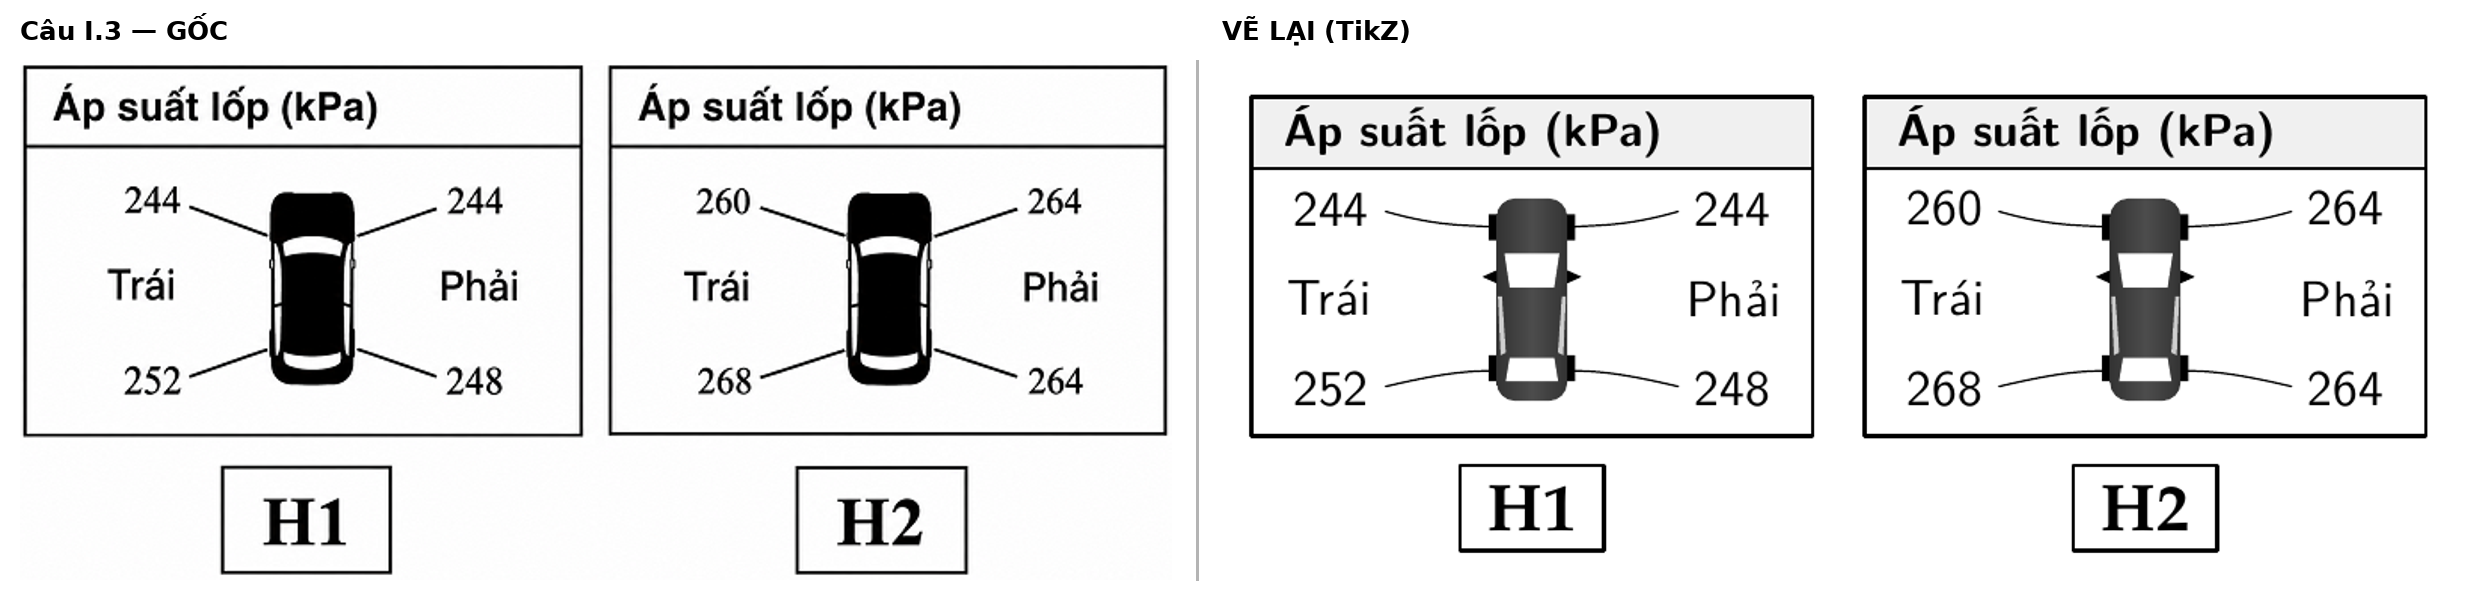 Câu I.3 — GỐC
Áp suất lốp (kPa)
244
244
Trái
Phải
252
248
H1
Áp suất lốp (kPa)
260
264
Trái
Phải
268
264
H2
VẼ LẠI (TikZ)
Áp suất lốp (kPa)
244
244
Trái
Phải
252
248
H1
Áp suất lốp (kPa)
260
264
Trái
Phải
268
264
H2